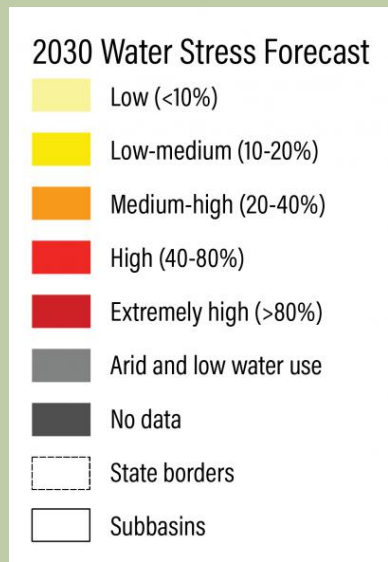 2030 Water Stress Forecast
Low (<10%)
Low-medium (10-20%)
Medium-high (20-40%)
High (40-80%)
Extremely high (>80%)
Arid and low water use
No data
State borders
Subbasins